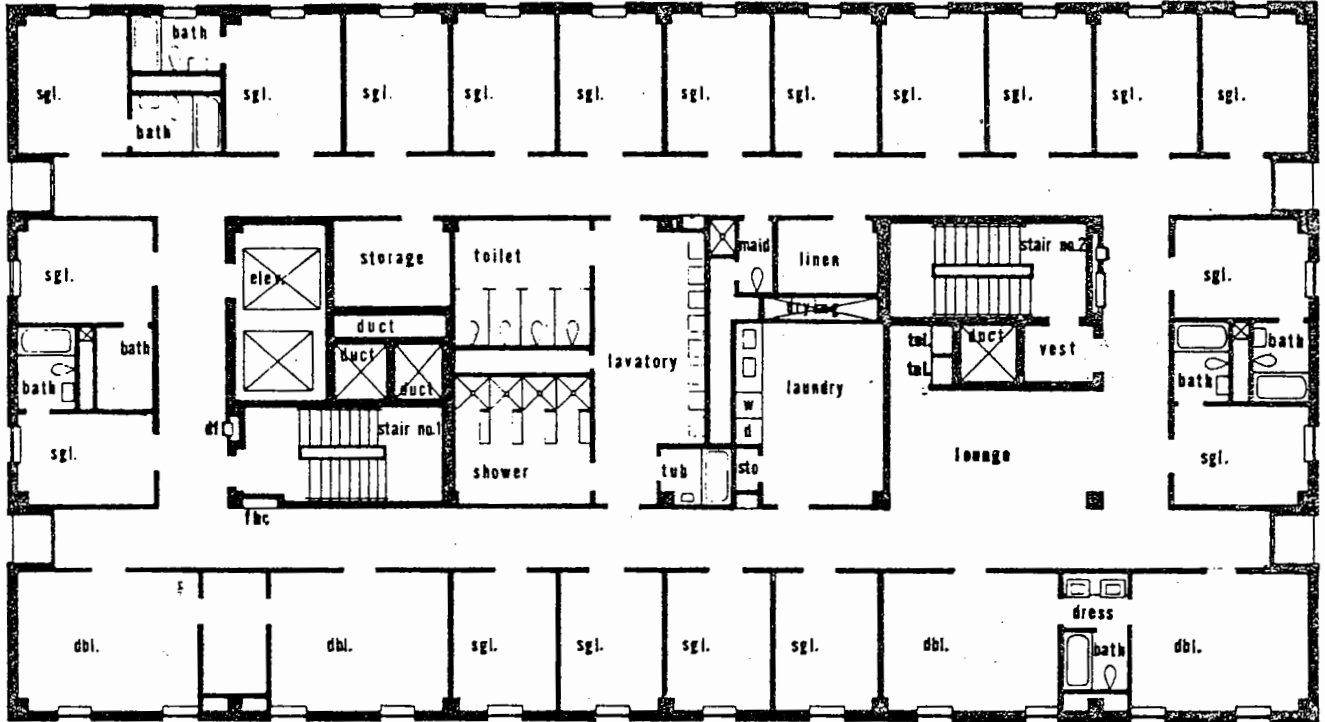 bath
sgl.
sgl.
sgl.
sgl.
sgl.
sgl.
sgl.
sgl.
sgl.
sgl.
sgl.
bath
storage
toilet
maid
linen
stair no.2
elev.
sgl.
sgl.
drying
duct
duct
duct
duct
tel.
tel.
vest
bath
bath
lavatory
laundry
bath
bath
w
d
df
stair no.1
sgl.
shower
tub
sto
lounge
sgl.
fhc
s
dress
dbl.
dbl.
sgl.
sgl.
sgl.
sgl.
dbl.
bath
dbl.